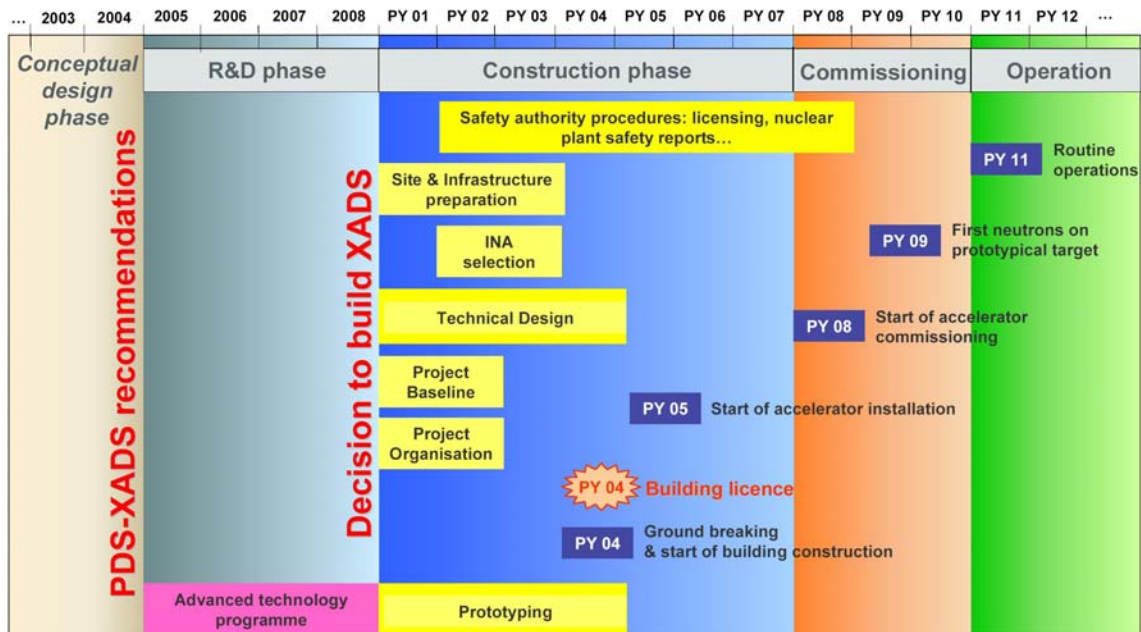 ... 2003 2004 2005 2006 2007 2008 PY 01 PY 02 PY 03 PY 04 PY 05 PY 06 PY 07 PY 08 PY 09 PY 10 PY 11 PY 12 ...
Conceptual
design
phase
R&D phase
Construction phase
Commissioning
Operation
PDS-XADS recommendations
Decision to build XADS
Safety authority procedures: licensing, nuclear
plant safety reports...
PY 11
Routine
operations
Site & Infrastructure
preparation
INA
selection
PY 09
First neutrons on
prototypical target
Technical Design
PY 08
Start of accelerator
commissioning
Project
Baseline
PY 05
Start of accelerator installation
Project
Organisation
PY 04
Building licence
PY 04
Ground breaking
& start of building construction
Advanced technology
programme
Prototyping